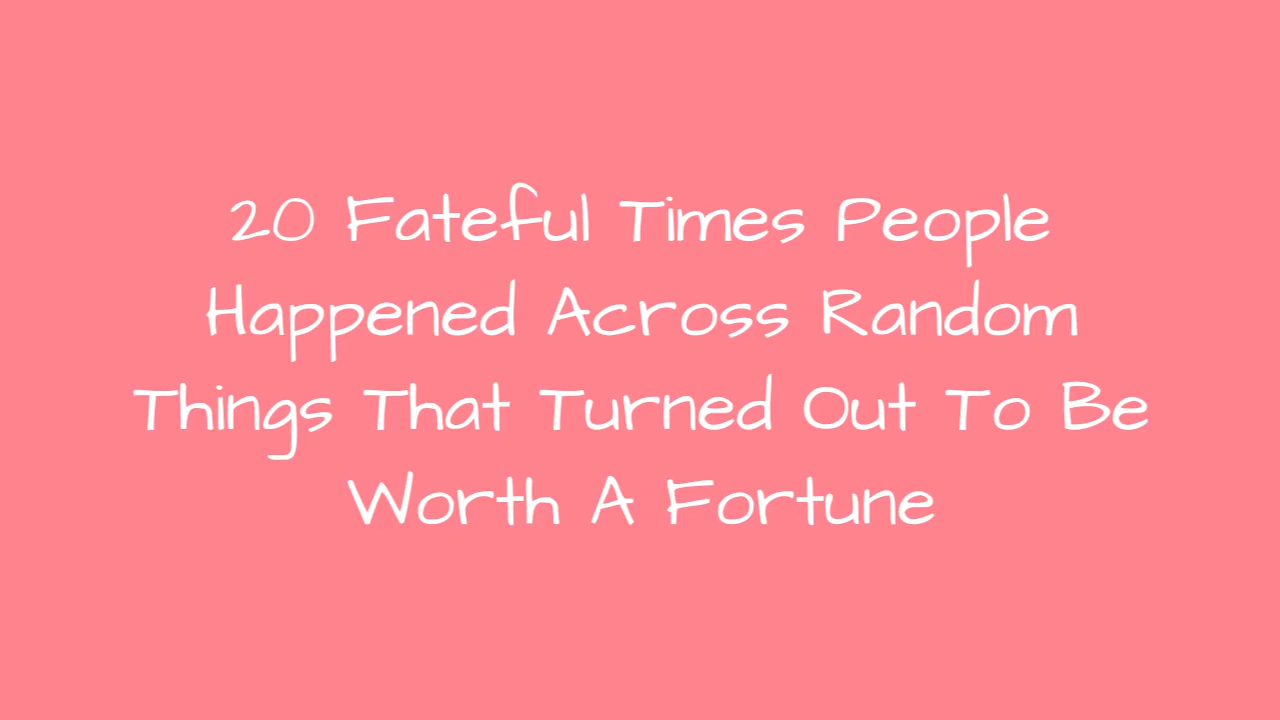 20 Fateful Times People
Happened Across Random
Things That Turned Out To Be
Worth A Fortune